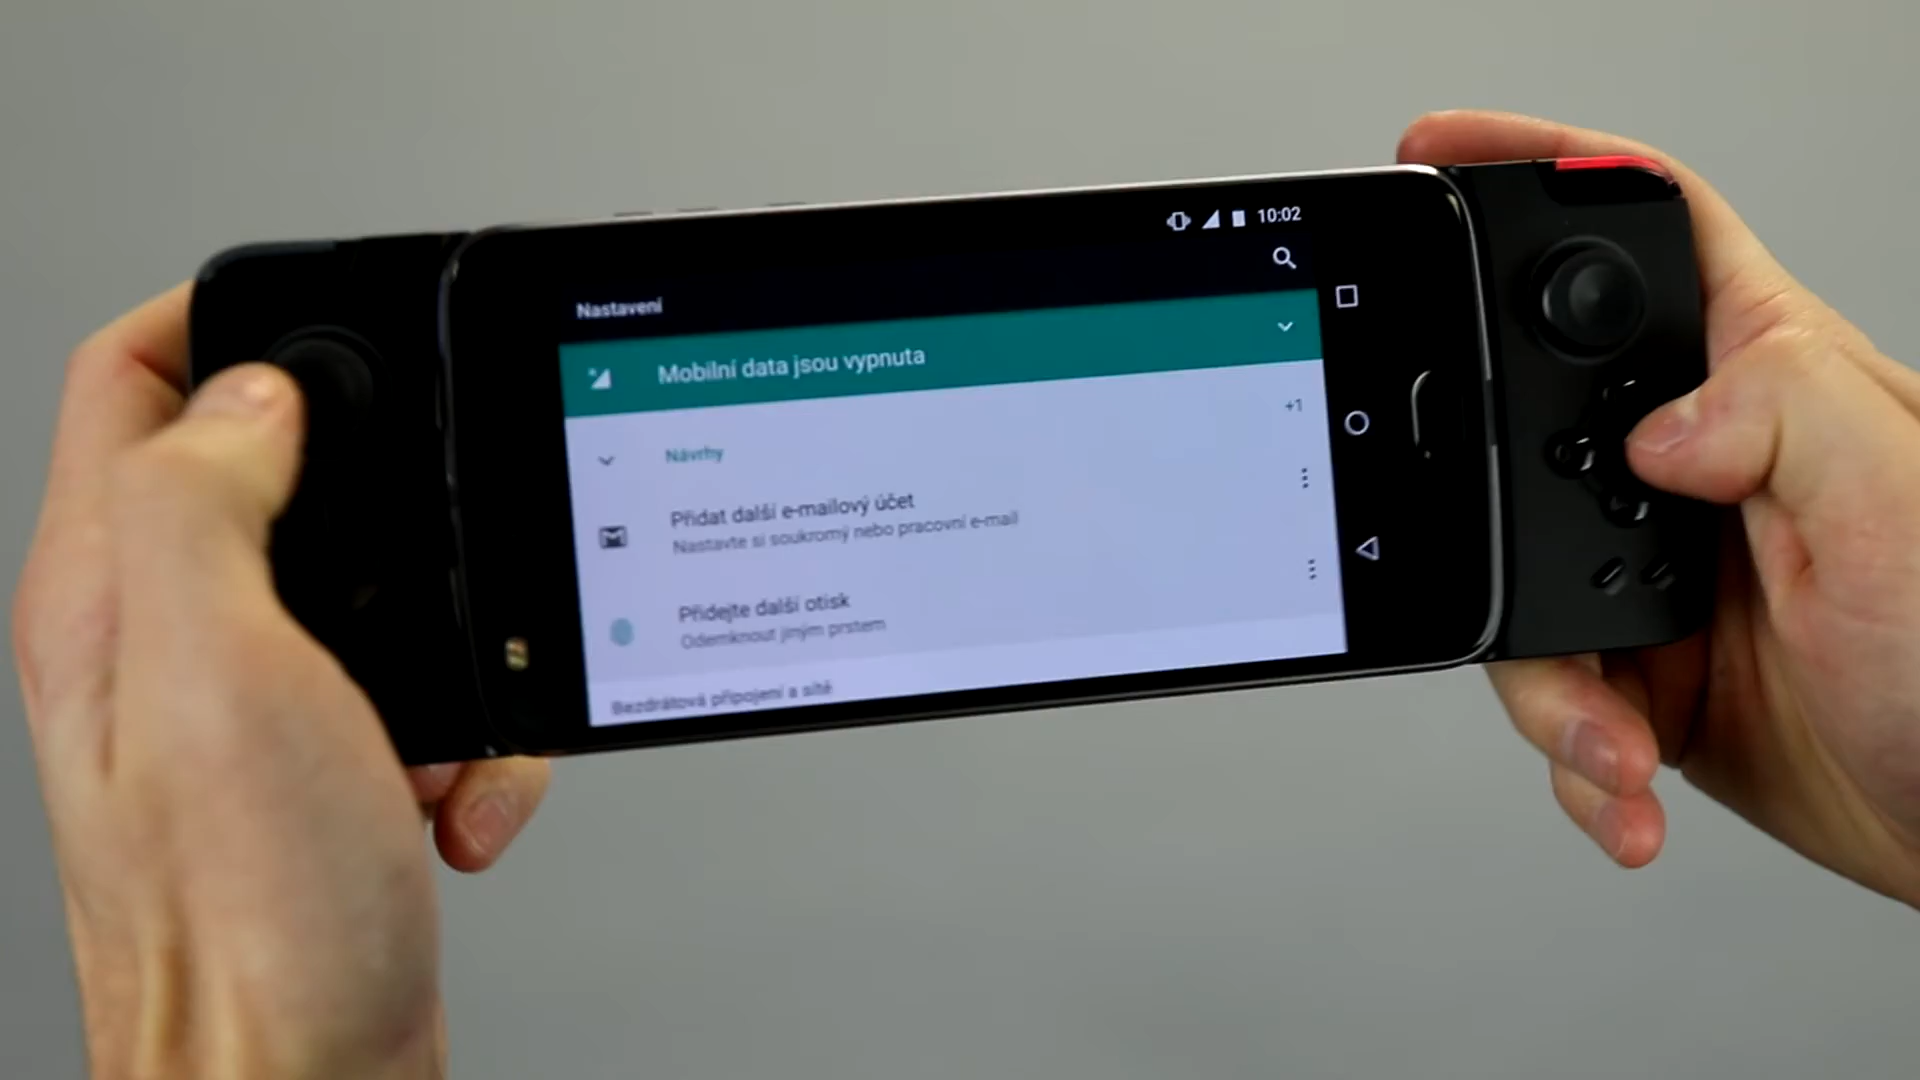 10:02
Nastavení
Mobilní data jsou vypnuta
+1
Návrhy
Přidat další e-mailový účet
Nastavte si soukromý nebo pracovní e-mail
Přidejte další otisk
Odemknout jiným prstem
Bezdrátová připojení a sítě